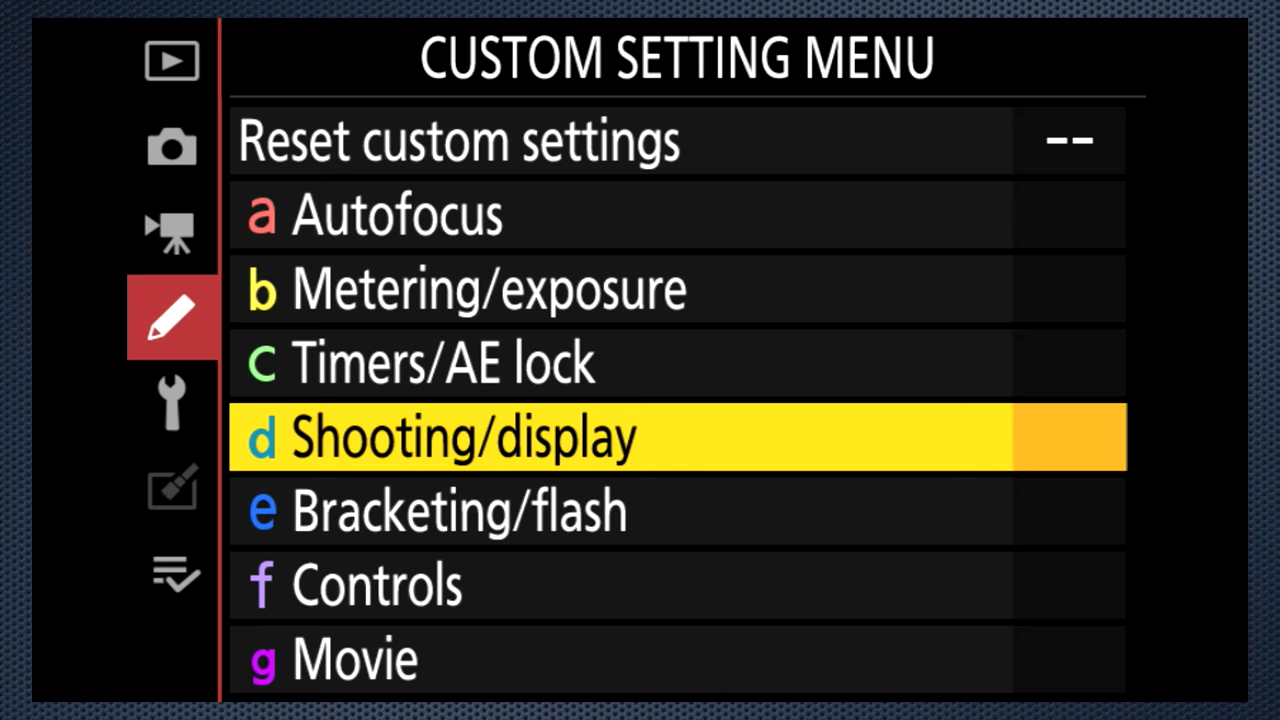 CUSTOM SETTING MENU
Reset custom settings --
a Autofocus
b Metering/exposure
c Timers/AE lock
d Shooting/display
e Bracketing/flash
f Controls
g Movie